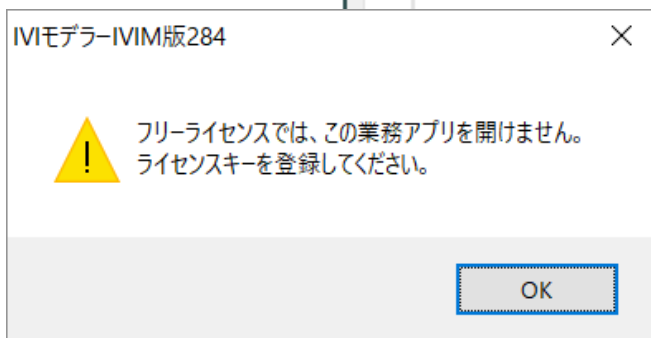 IVIモデラーIVIM版284
フリーライセンスでは、この業務アプリを開けません。
ライセンスキーを登録してください。
OK